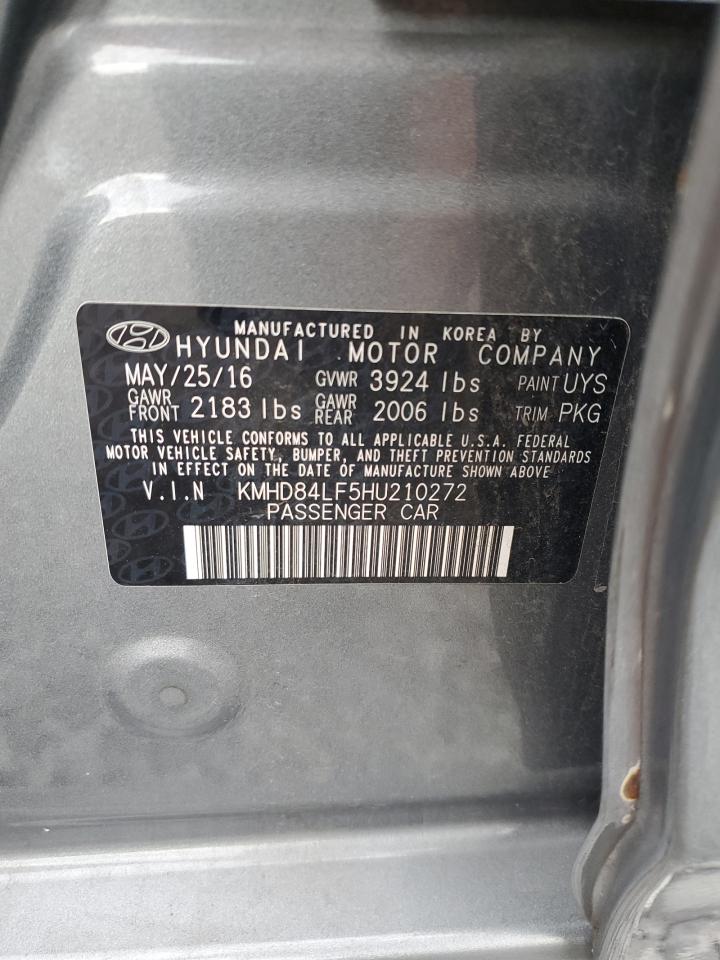 MANUFACTURED IN KOREA BY
HYUNDAI MOTOR COMPANY
MAY/25/16 GVWR 3924 lbs PAINT UYS
GAWR FRONT 2183 lbs GAWR REAR 2006 lbs TRIM PKG
THIS VEHICLE CONFORMS TO ALL APPLICABLE U.S.A. FEDERAL
MOTOR VEHICLE SAFETY, BUMPER, AND THEFT PREVENTION STANDARDS
IN EFFECT ON THE DATE OF MANUFACTURE SHOWN ABOVE
V.I.N KMHD84LF5HU210272
PASSENGER CAR